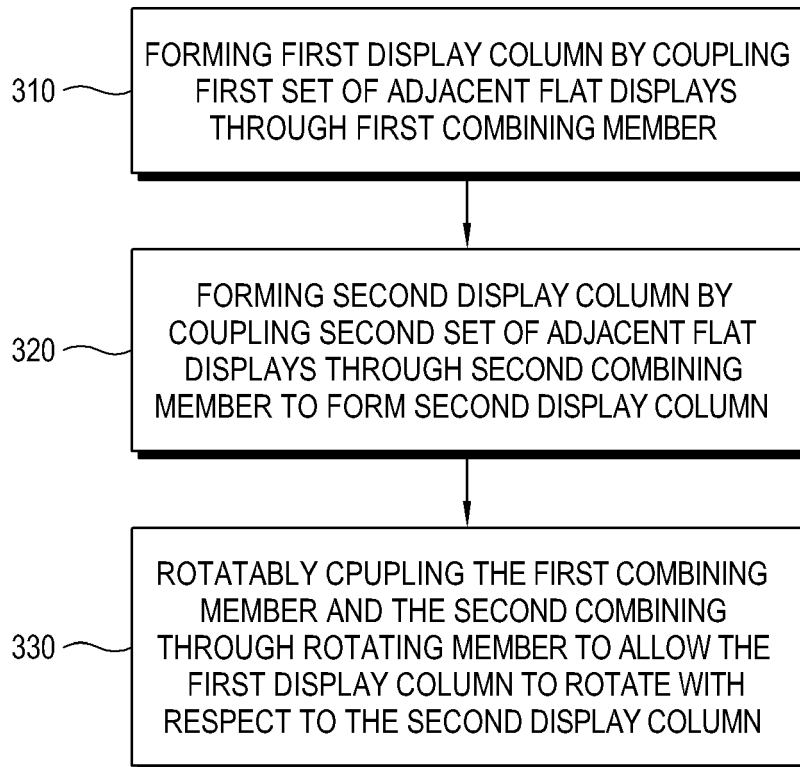 310
FORMING FIRST DISPLAY COLUMN BY COUPLING
FIRST SET OF ADJACENT FLAT DISPLAYS
THROUGH FIRST COMBINING MEMBER
320
FORMING SECOND DISPLAY COLUMN BY
COUPLING SECOND SET OF ADJACENT FLAT
DISPLAYS THROUGH SECOND COMBINING
MEMBER TO FORM SECOND DISPLAY COLUMN
330
ROTATABLY CPUPLING THE FIRST COMBINING
MEMBER AND THE SECOND COMBINING
THROUGH ROTATING MEMBER TO ALLOW THE
FIRST DISPLAY COLUMN TO ROTATE WITH
RESPECT TO THE SECOND DISPLAY COLUMN